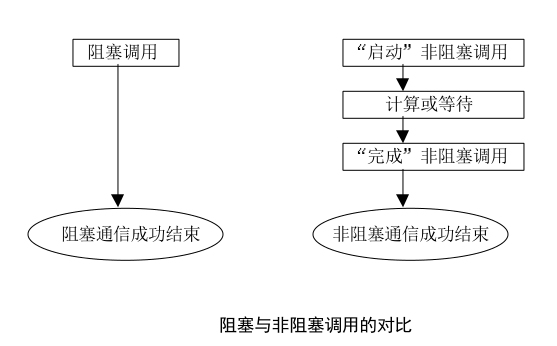 阻塞调用
阻塞通信成功结束
“启动”非阻塞调用
计算或等待
“完成”非阻塞调用
非阻塞通信成功结束
阻塞与非阻塞调用的对比